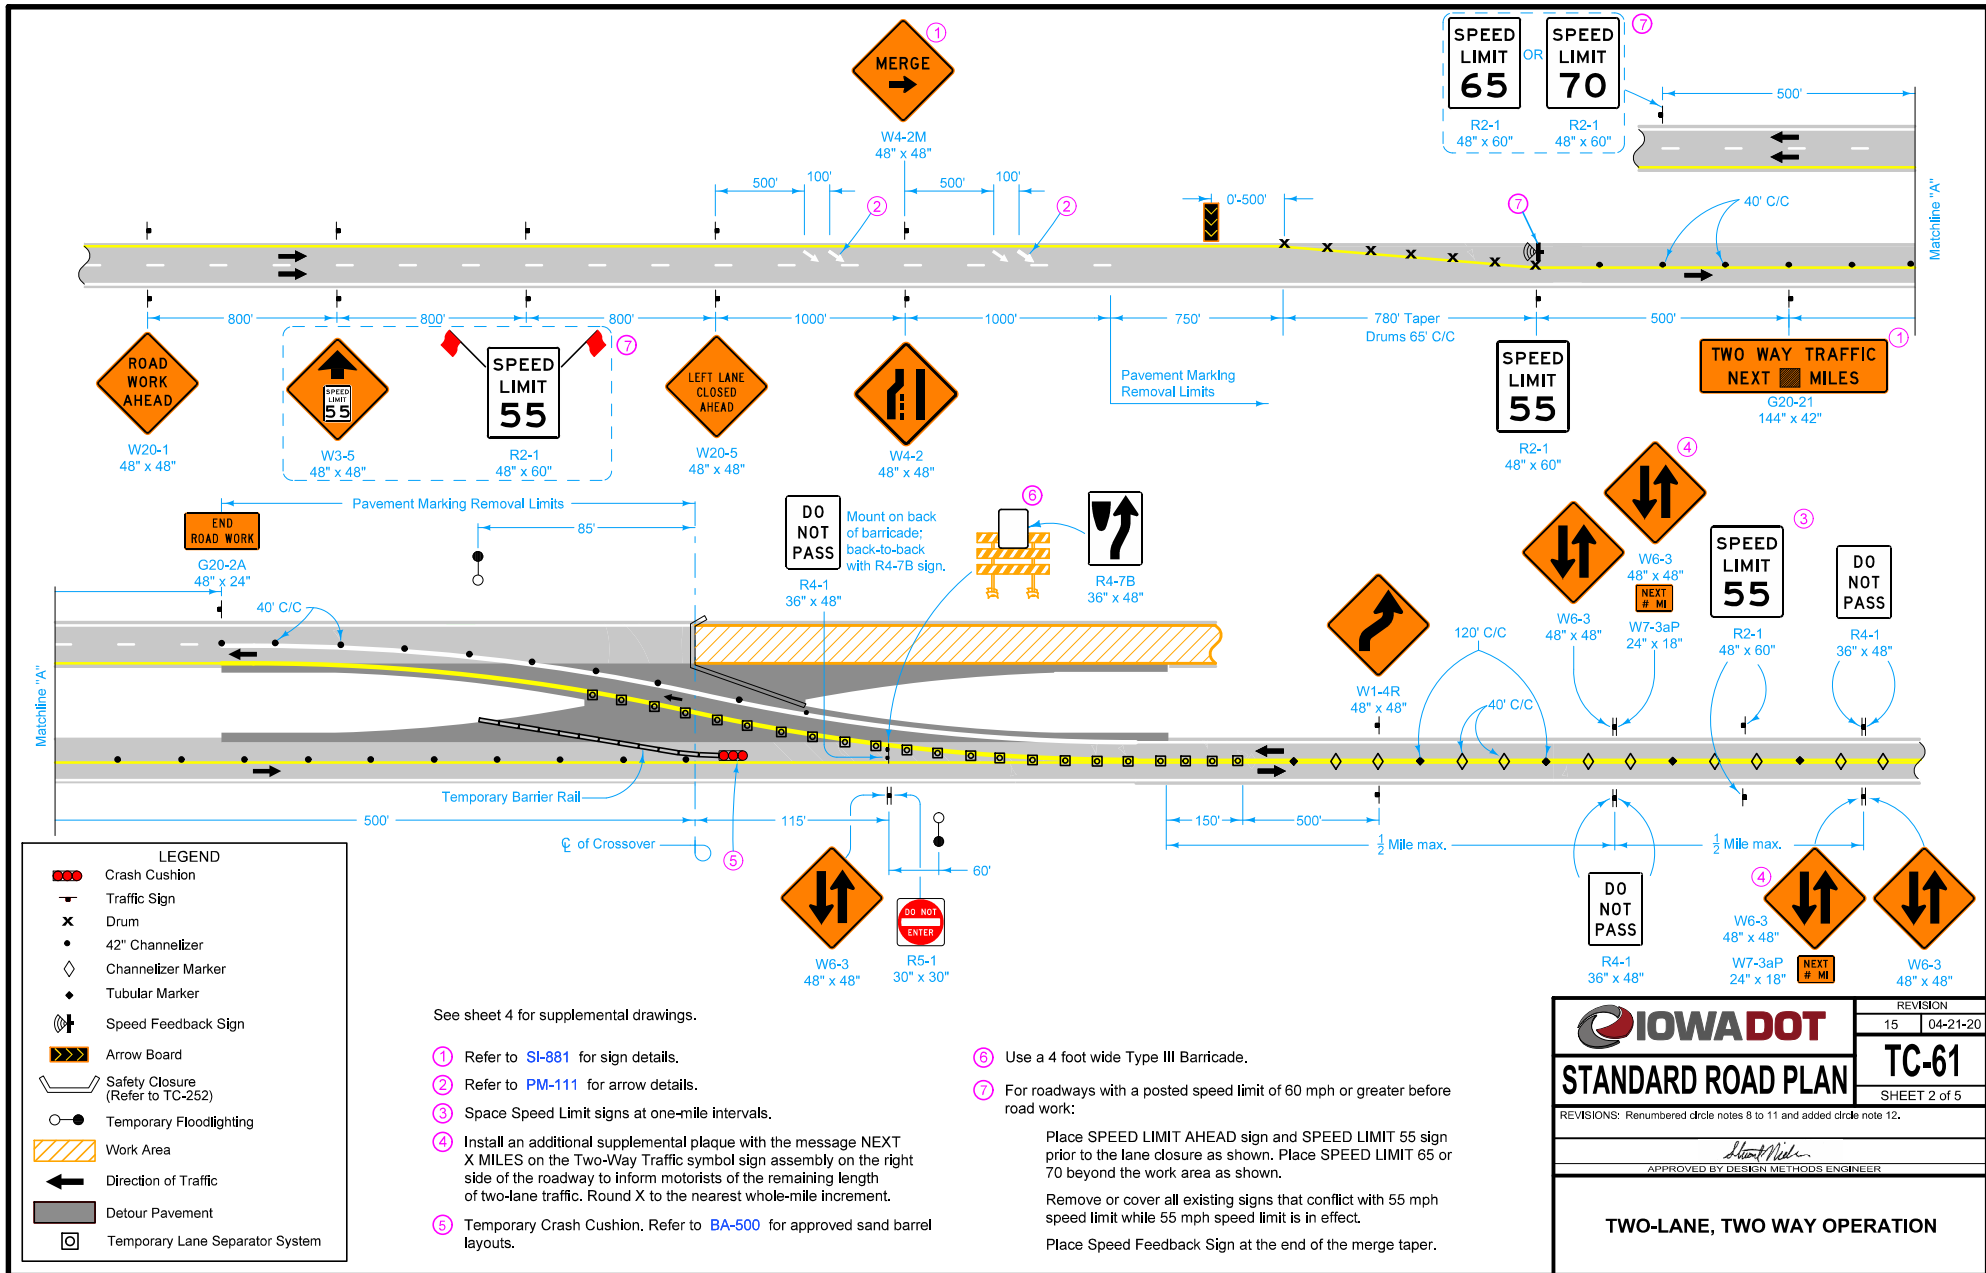 MERGE
1
W4-2M
48" x 48"
SPEED
LIMIT
65
R2-1
48" x 60"
OR
SPEED
LIMIT
70
R2-1
48" x 60"
7
500'
Matchline "A"
500'
100'
2
500'
100'
2
0'-500'
7
40' C/C
800'
800'
800'
1000'
1000'
750'
780' Taper
Drums 65' C/C
500'
Pavement Marking
Removal Limits
ROAD
WORK
AHEAD
W20-1
48" x 48"
SPEED
LIMIT
55
W3-5
48" x 48"
SPEED
LIMIT
55
R2-1
48" x 60"
7
LEFT LANE
CLOSED
AHEAD
W20-5
48" x 48"
W4-2
48" x 48"
SPEED
LIMIT
55
R2-1
48" x 60"
TWO WAY TRAFFIC
NEXT MILES
1
G20-21
144" x 42"
Pavement Marking Removal Limits
85'
END
ROAD WORK
G20-2A
48" x 24"
40' C/C
DO
NOT
PASS
R4-1
36" x 48"
Mount on back
of barricade;
back-to-back
with R4-7B sign.
6
R4-7B
36" x 48"
W1-4R
48" x 48"
120' C/C
40' C/C
W6-3
48" x 48"
4
W6-3
48" x 48"
NEXT
# MI
W7-3aP
24" x 18"
3
SPEED
LIMIT
55
R2-1
48" x 60"
DO
NOT
PASS
R4-1
36" x 48"
Matchline "A"
Temporary Barrier Rail
500'
115'
℄ of Crossover
5
60'
150'
500'
1/2 Mile max.
1/2 Mile max.
W6-3
48" x 48"
DO NOT
ENTER
R5-1
30" x 30"
DO
NOT
PASS
R4-1
36" x 48"
4
W6-3
48" x 48"
W7-3aP
24" x 18"
NEXT
# MI
W6-3
48" x 48"
LEGEND
Crash Cushion
Traffic Sign
Drum
42" Channelizer
Channelizer Marker
Tubular Marker
Speed Feedback Sign
Arrow Board
Safety Closure
(Refer to TC-252)
Temporary Floodlighting
Work Area
Direction of Traffic
Detour Pavement
Temporary Lane Separator System
See sheet 4 for supplemental drawings.
1 Refer to SI-881 for sign details.
2 Refer to PM-111 for arrow details.
3 Space Speed Limit signs at one-mile intervals.
4 Install an additional supplemental plaque with the message NEXT
X MILES on the Two-Way Traffic symbol sign assembly on the right
side of the roadway to inform motorists of the remaining length
of two-lane traffic. Round X to the nearest whole-mile increment.
5 Temporary Crash Cushion. Refer to BA-500 for approved sand barrel
layouts.
6 Use a 4 foot wide Type III Barricade.
7 For roadways with a posted speed limit of 60 mph or greater before
road work:
Place SPEED LIMIT AHEAD sign and SPEED LIMIT 55 sign
prior to the lane closure as shown. Place SPEED LIMIT 65 or
70 beyond the work area as shown.
Remove or cover all existing signs that conflict with 55 mph
speed limit while 55 mph speed limit is in effect.
Place Speed Feedback Sign at the end of the merge taper.
IOWADOT
REVISION
15 04-21-20
STANDARD ROAD PLAN
TC-61
SHEET 2 of 5
REVISIONS: Renumbered circle notes 8 to 11 and added circle note 12.
APPROVED BY DESIGN METHODS ENGINEER
TWO-LANE, TWO WAY OPERATION